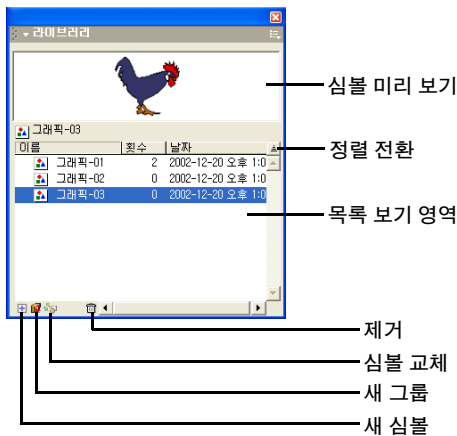 라이브러리
심볼 미리 보기
그래픽-03
이름 횟수 날짜
정렬 전환
그래픽-01 2 2002-12-20 오후 1:0
그래픽-02 0 2002-12-20 오후 1:0
그래픽-03 0 2002-12-20 오후 1:0
목록 보기 영역
제거
심볼 교체
새 그룹
새 심볼